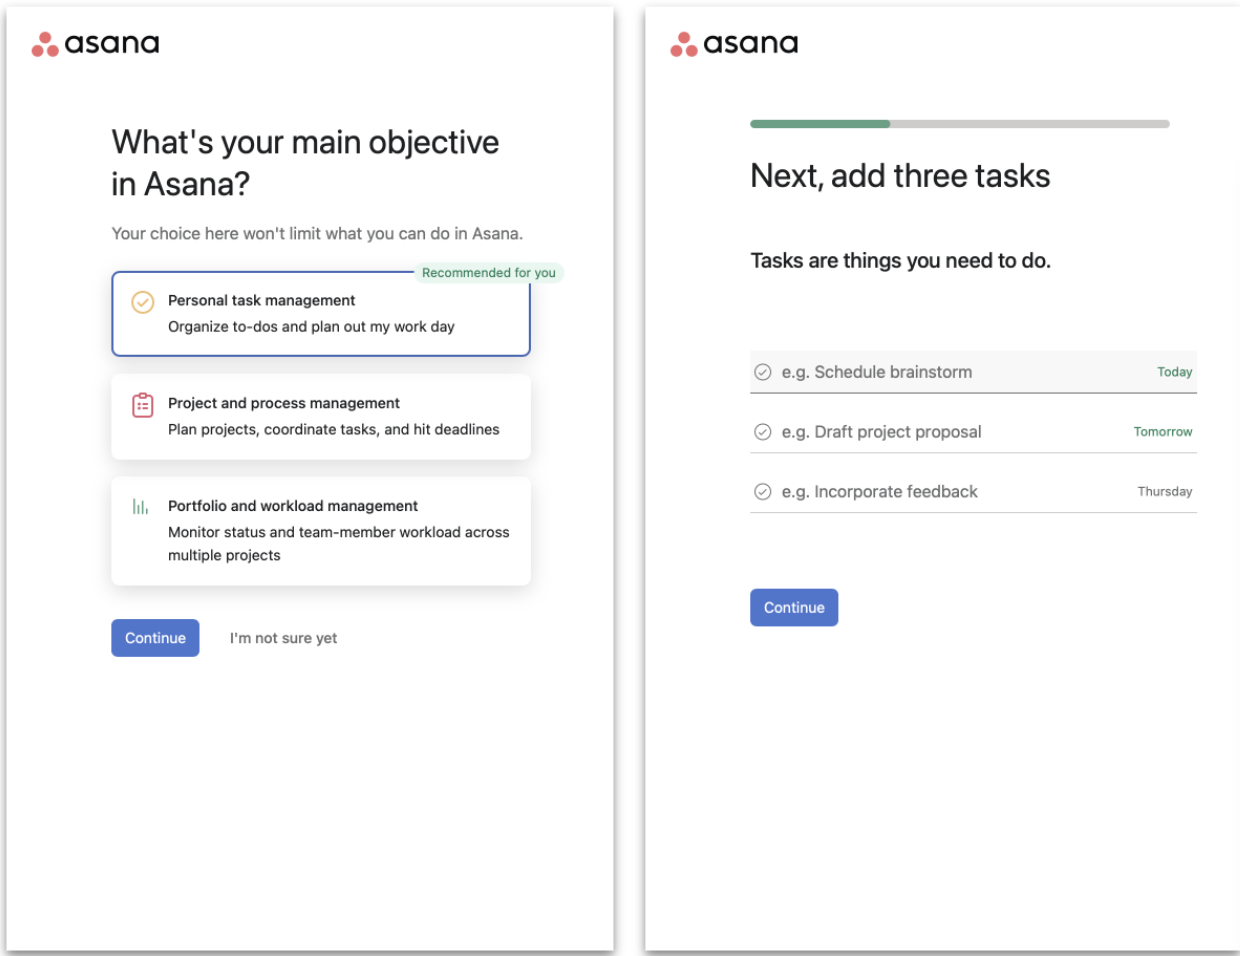 asana
What's your main objective
in Asana?
Your choice here won't limit what you can do in Asana.
Recommended for you
Personal task management
Organize to-dos and plan out my work day
Project and process management
Plan projects, coordinate tasks, and hit deadlines
Portfolio and workload management
Monitor status and team-member workload across
multiple projects
Continue
I'm not sure yet
asana
Next, add three tasks
Tasks are things you need to do.
e.g. Schedule brainstorm
Today
e.g. Draft project proposal
Tomorrow
e.g. Incorporate feedback
Thursday
Continue